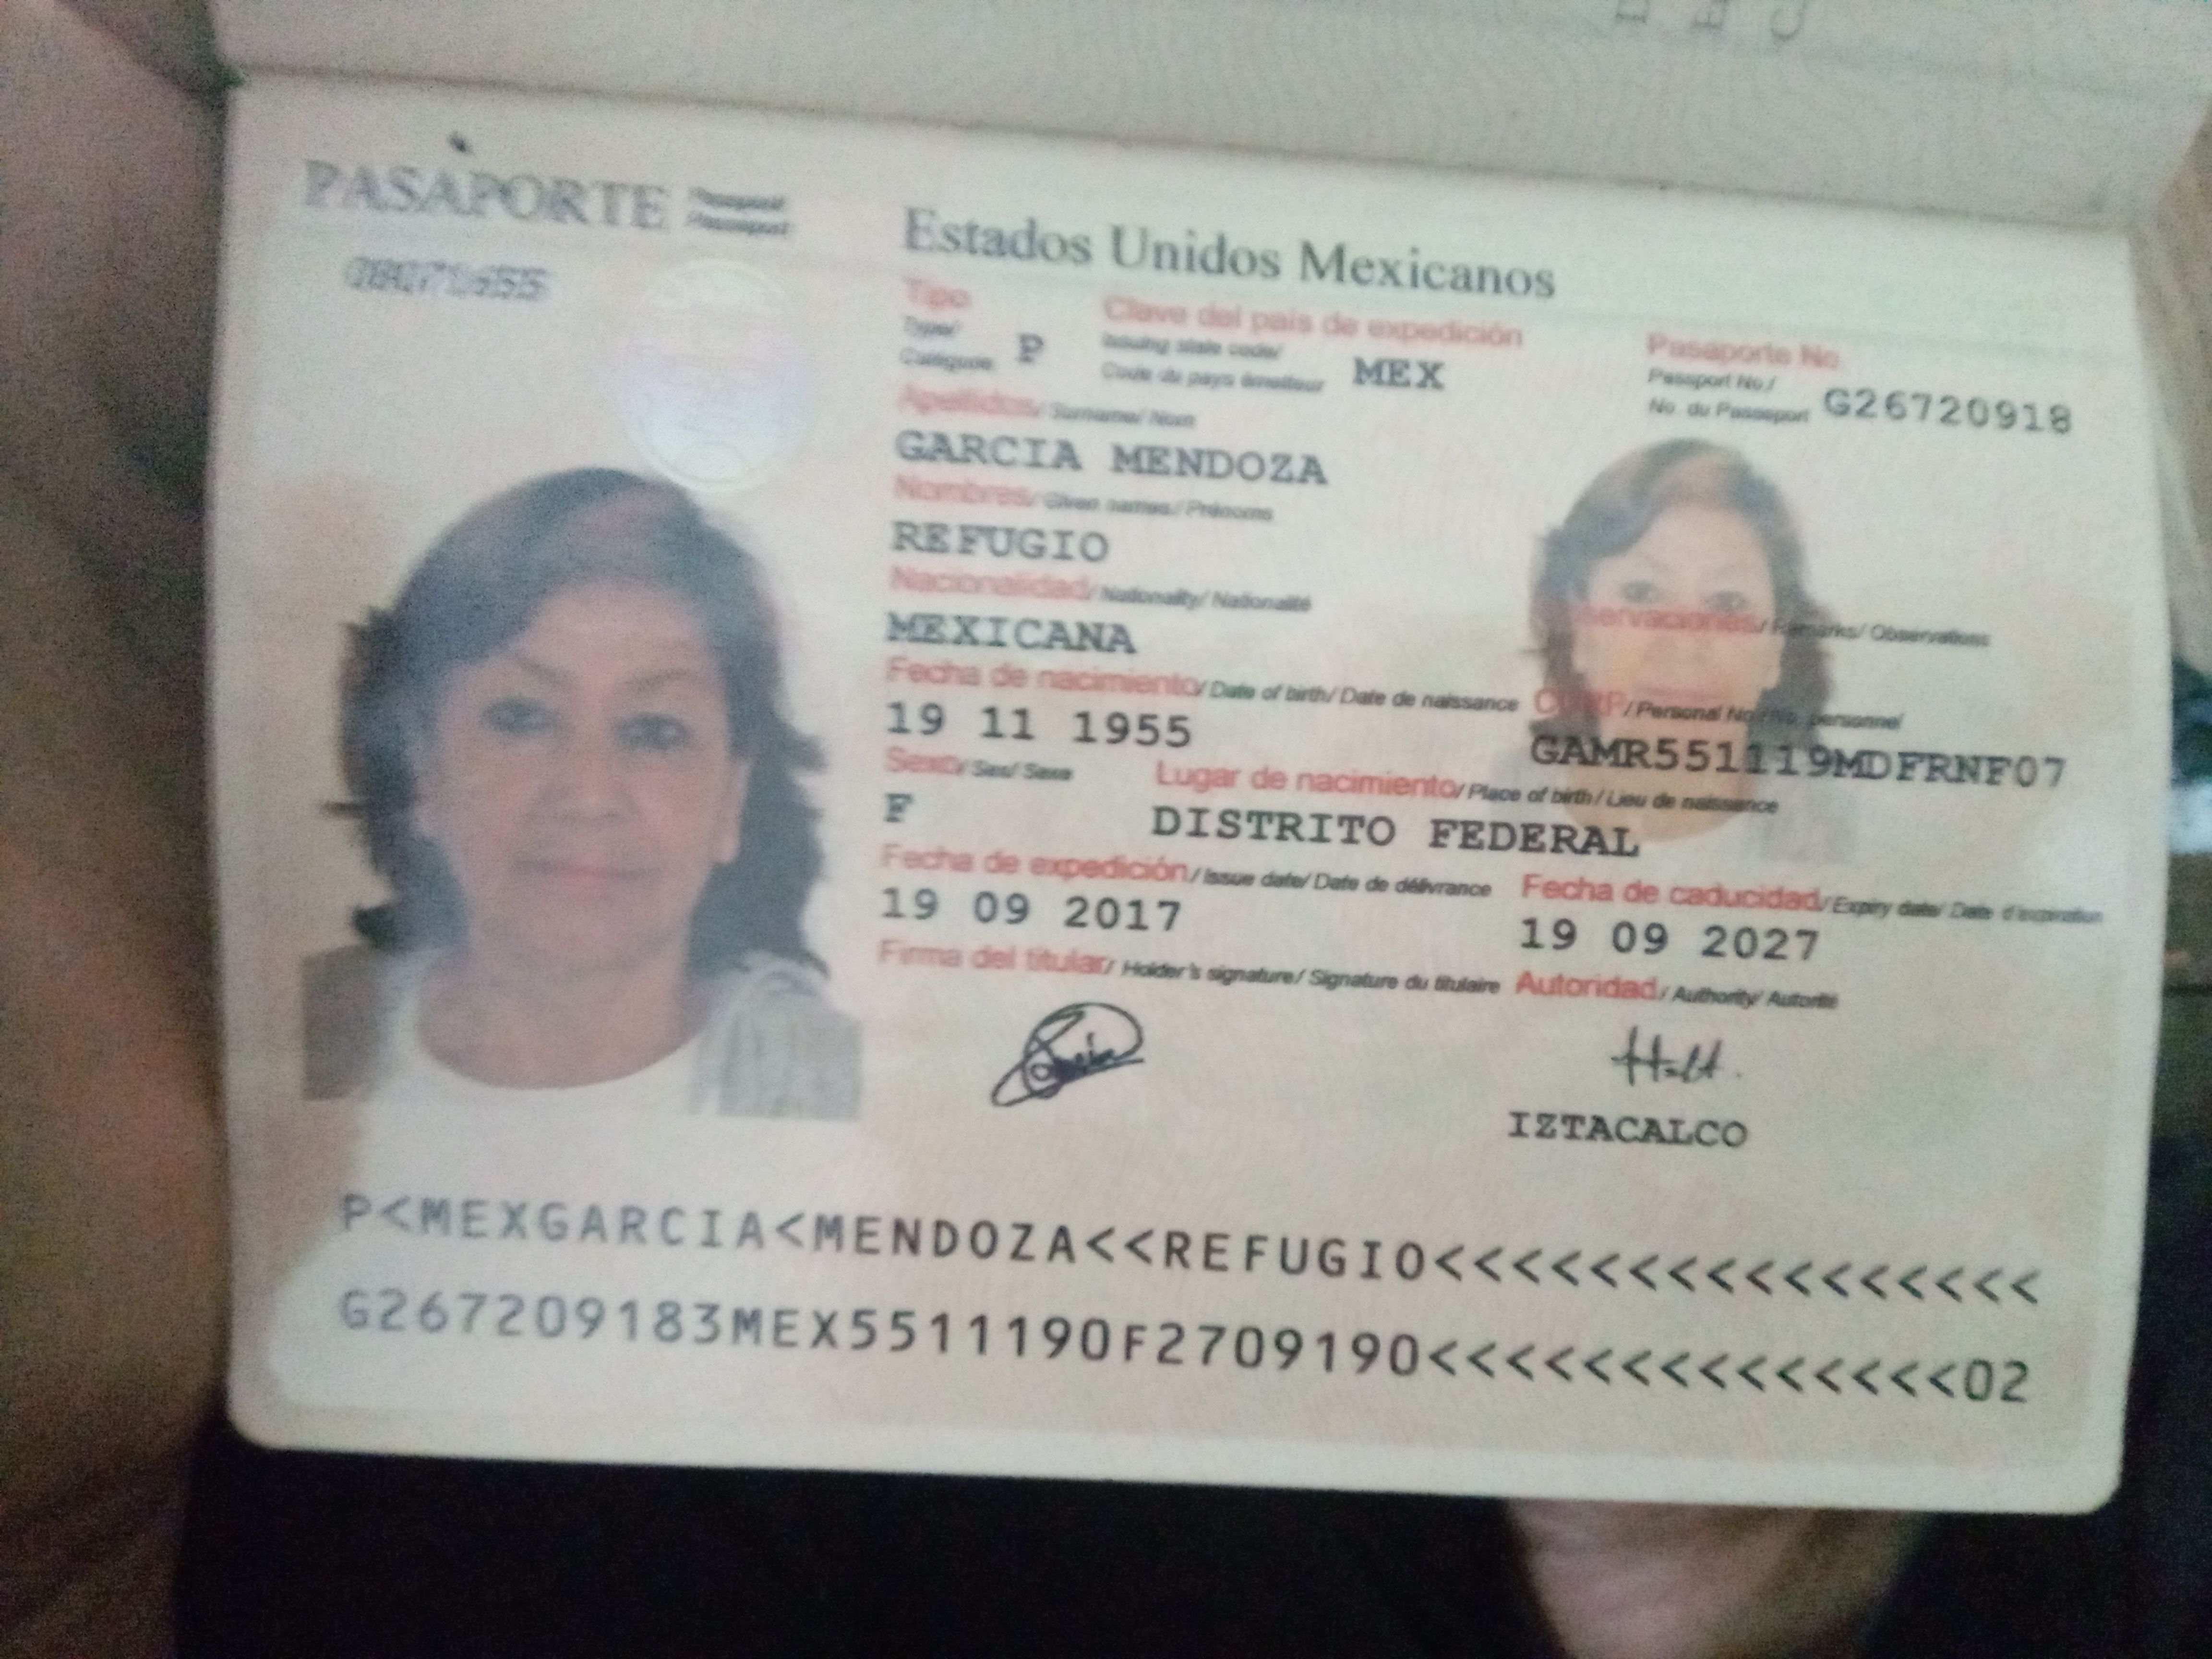 PASAPORTE Passport
Passeport
Estados Unidos Mexicanos
Tipo
Type/
Catégorie
P
Clave del país de expedición
Issuing state code/
Code du pays émetteur
MEX
Pasaporte No.
Passport No./
No. du Passeport
G26720918
Apellidos/ Surname/ Nom
GARCIA MENDOZA
Nombres/ Given names/ Prénoms
REFUGIO
Nacionalidad/ Nationality/ Nationalité
MEXICANA
Remarks/ Observations
Fecha de nacimiento/ Date of birth/ Date de naissance
19 11 1955
CURP/ Personal No./ No. personnel
GAMR551119MDFRNF07
Sexo/ Sex/ Sexe
F
Lugar de nacimiento/ Place of birth/ Lieu de naissance
DISTRITO FEDERAL
Fecha de expedición/ Issue date/ Date de délivrance
19 09 2017
Fecha de caducidad/ Expiry date/ Date d'expiration
19 09 2027
Firma del titular/ Holder's signature/ Signature du titulaire
Autoridad/ Authority/ Autorité
IZTACALCO
P<MEXGARCIA<MENDOZA<<REFUGIO<<<<<<<<<<<<<<<<
G267209183MEX5511190F2709190<<<<<<<<<<<<<<02